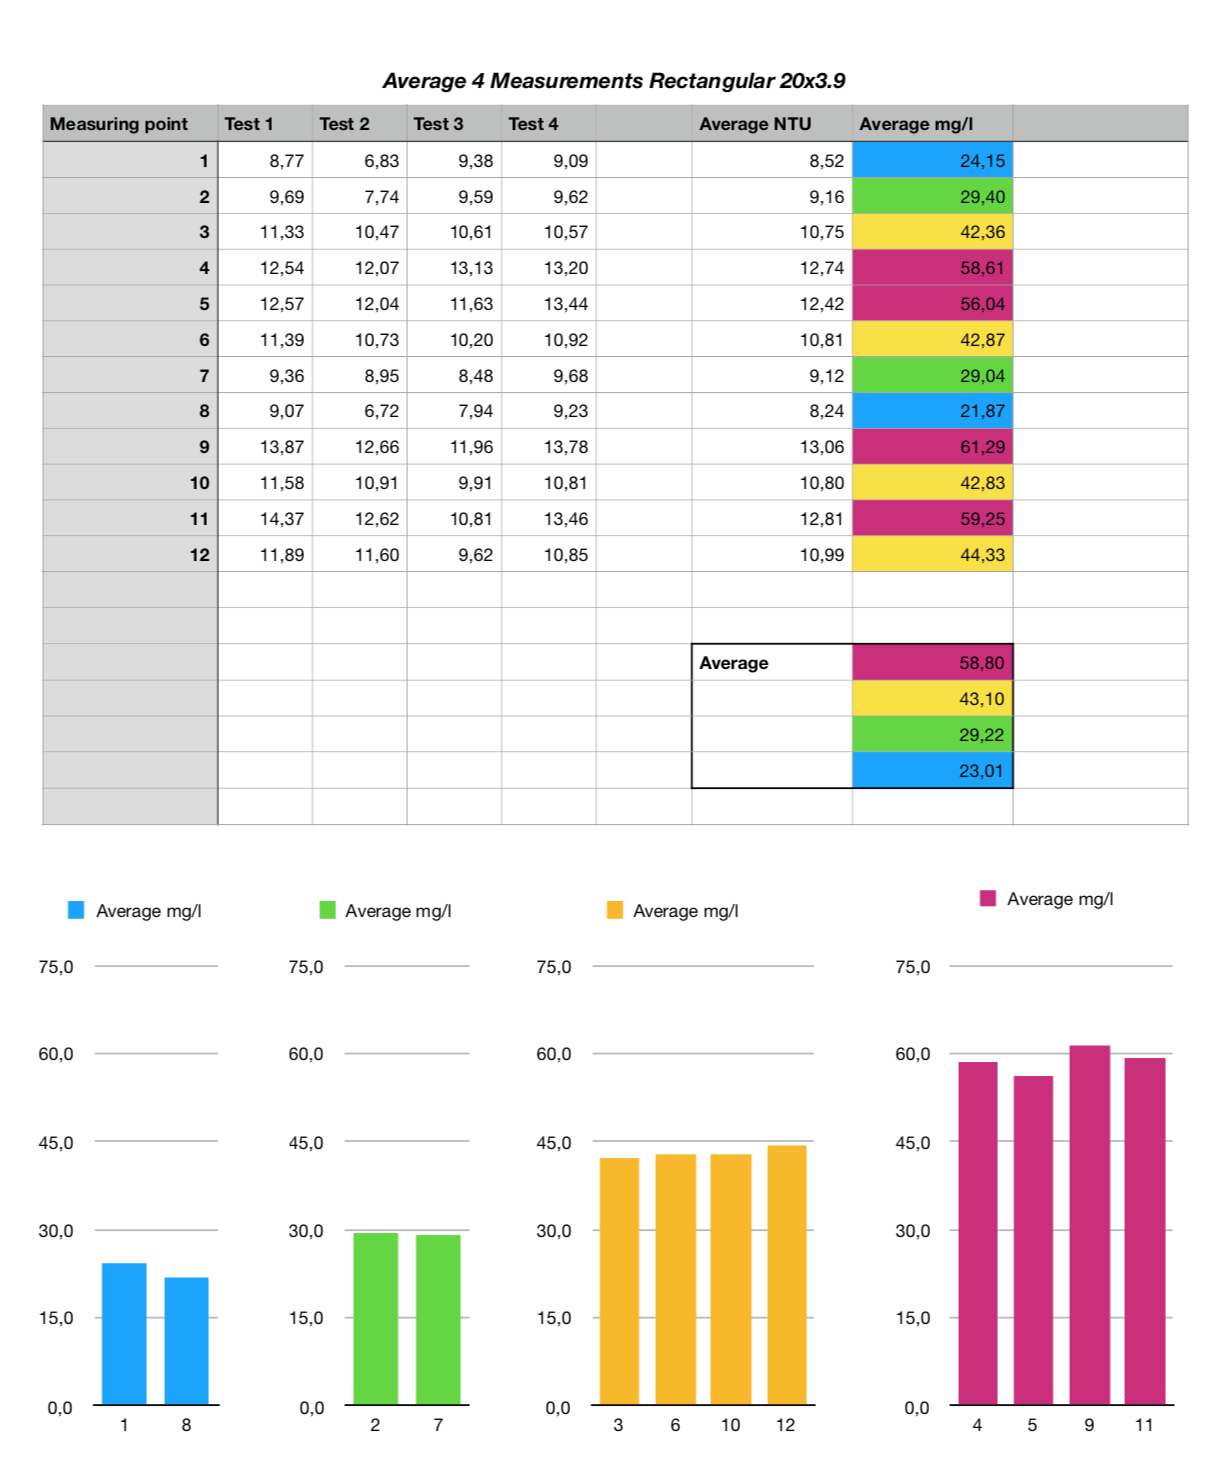 Average 4 Measurements Rectangular 20x3.9
Measuring point Test 1 Test 2 Test 3 Test 4 Average NTU Average mg/l
1 8,77 6,83 9,38 9,09 8,52 24,15
2 9,69 7,74 9,59 9,62 9,16 29,40
3 11,33 10,47 10,61 10,57 10,75 42,36
4 12,54 12,07 13,13 13,20 12,74 58,61
5 12,57 12,04 11,63 13,44 12,42 56,04
6 11,39 10,73 10,20 10,92 10,81 42,87
7 9,36 8,95 8,48 9,68 9,12 29,04
8 9,07 6,72 7,94 9,23 8,24 21,87
9 13,87 12,66 11,96 13,78 13,06 61,29
10 11,58 10,91 9,91 10,81 10,80 42,83
11 14,37 12,62 10,81 13,46 12,81 59,25
12 11,89 11,60 9,62 10,85 10,99 44,33
Average 58,80
43,10
29,22
23,01
Average mg/l Average mg/l Average mg/l Average mg/l
75,0 75,0 75,0 75,0
60,0 60,0 60,0 60,0
45,0 45,0 45,0 45,0
30,0 30,0 30,0 30,0
15,0 15,0 15,0 15,0
0,0 0,0 0,0 0,0
1 8 2 7 3 6 10 12 4 5 9 11